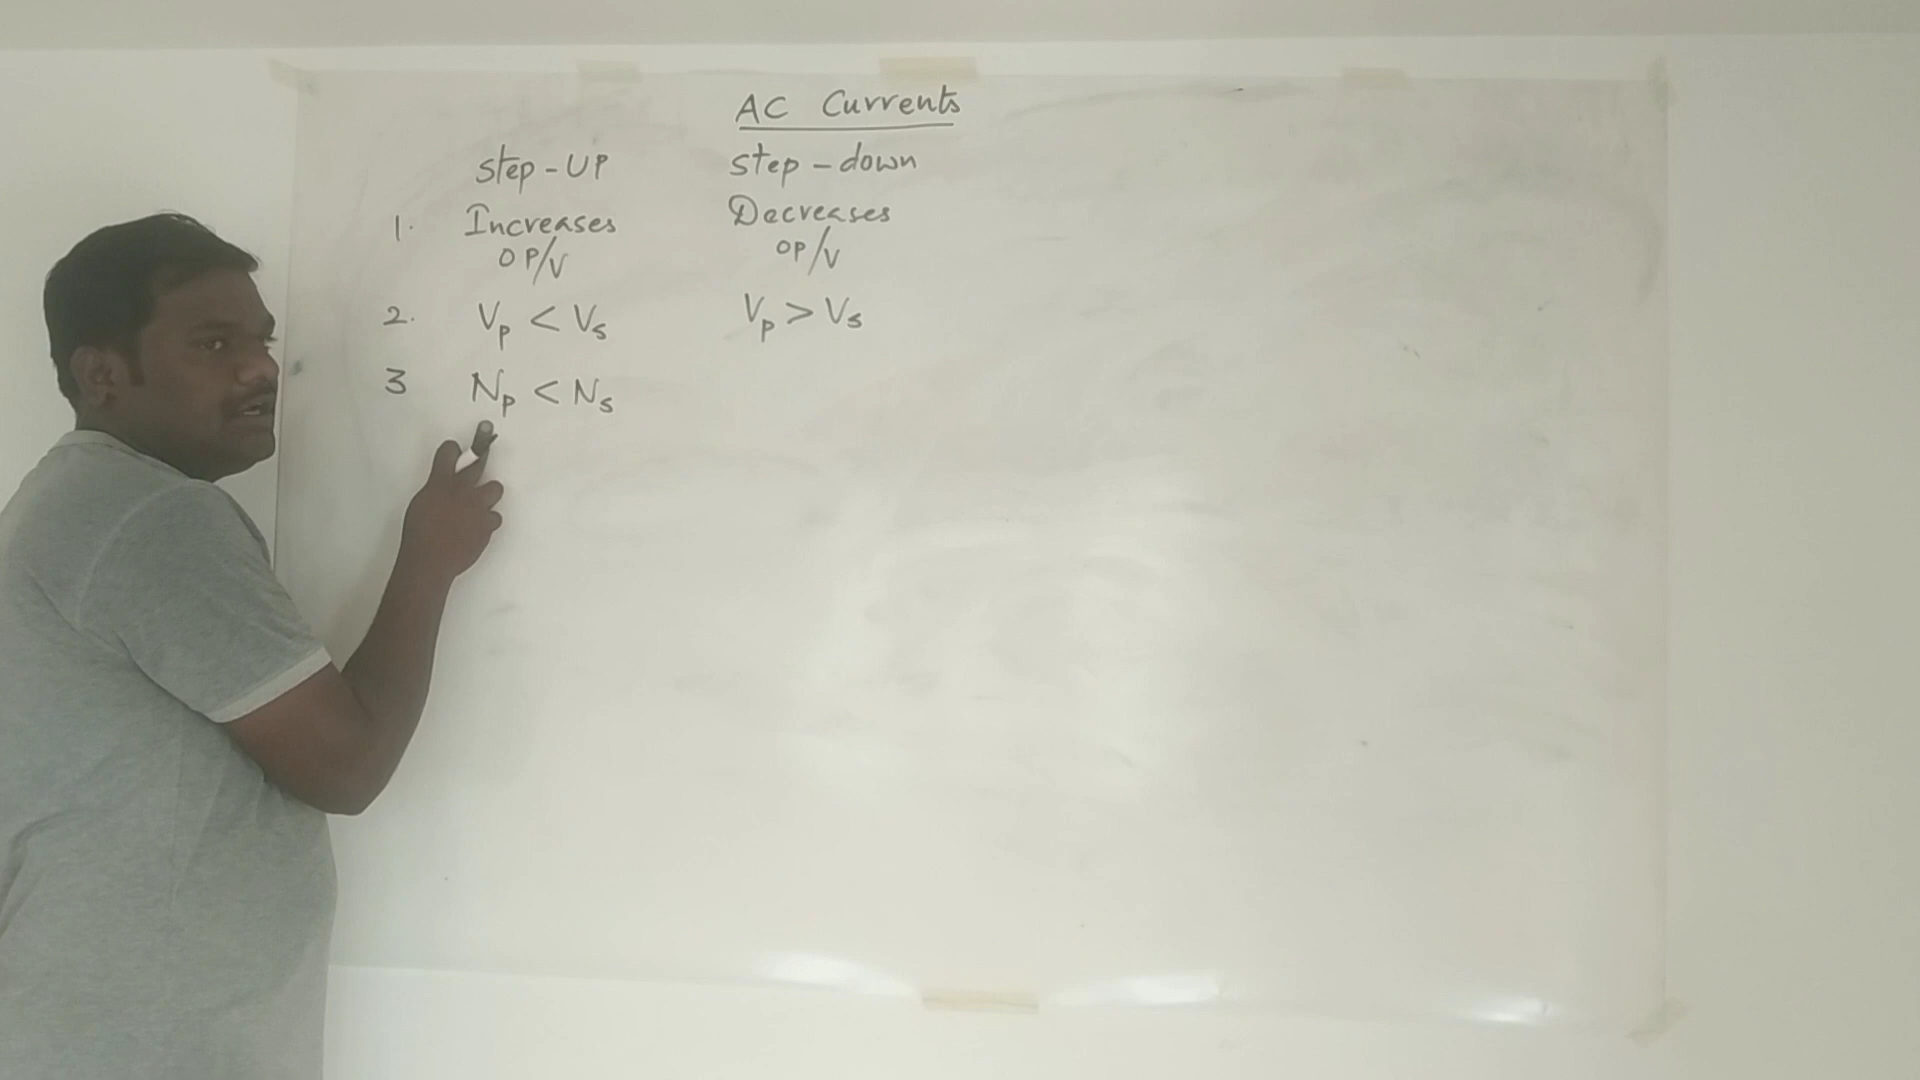 AC Currents
Step-UP Step-down
1. Increases Decreases
OP/V OP/V
2. Vp < Vs Vp > Vs
3 Np < Ns